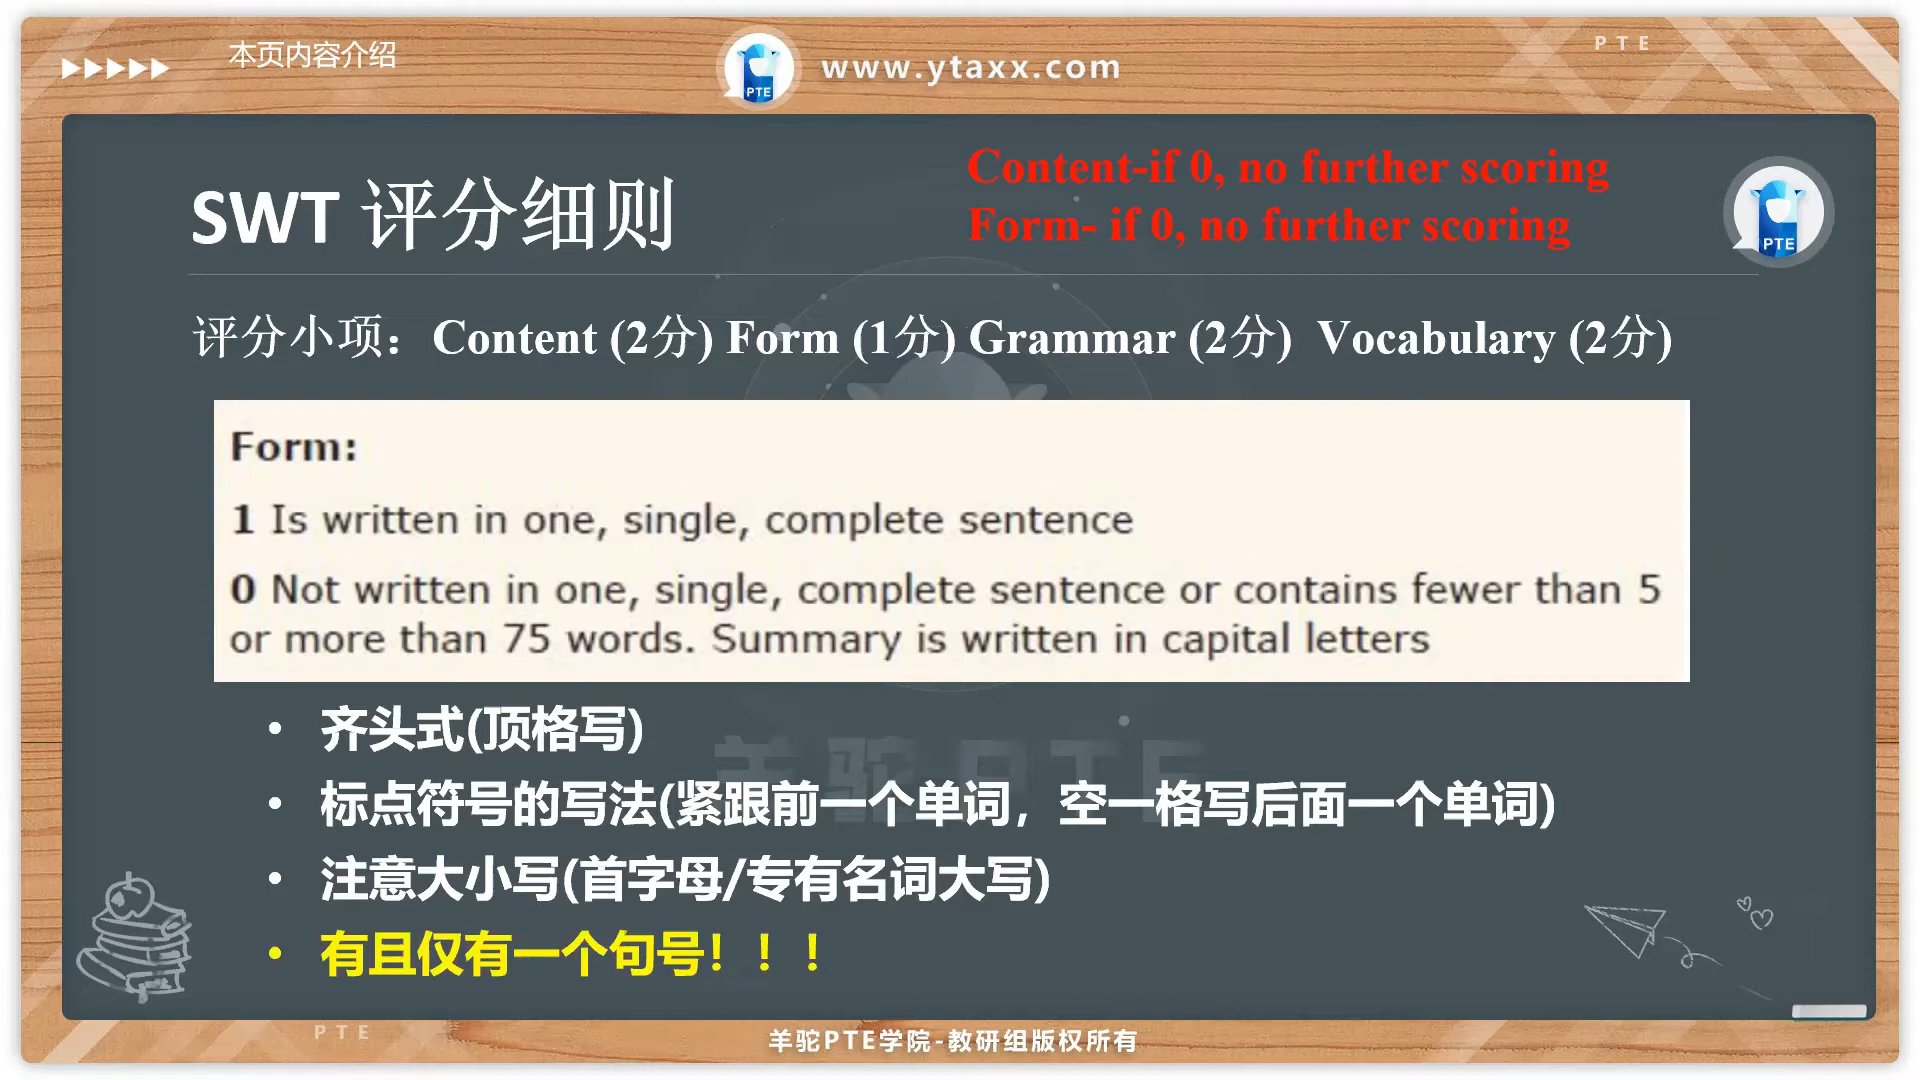 本页内容介绍
PTE
www.ytaxx.com
PTE
SWT 评分细则
Content-if 0, no further scoring
Form- if 0, no further scoring
PTE
评分小项：Content (2分) Form (1分) Grammar (2分) Vocabulary (2分)
Form:
1 Is written in one, single, complete sentence
0 Not written in one, single, complete sentence or contains fewer than 5
or more than 75 words. Summary is written in capital letters
• 齐头式(顶格写)
羊驼PTE
• 标点符号的写法(紧跟前一个单词，空一格写后面一个单词)
• 注意大小写(首字母/专有名词大写)
• 有且仅有一个句号！！！
PTE
羊驼PTE学院-教研组版权所有